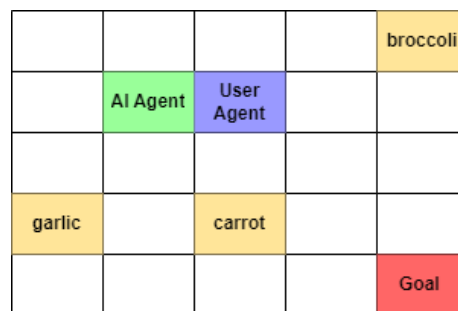 broccoli
AI Agent
User
Agent
garlic
carrot
Goal